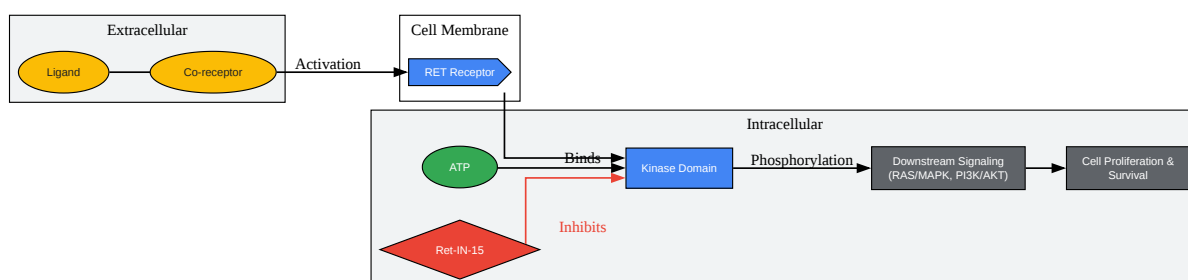 Extracellular
Ligand
Co-receptor
Activation
Cell Membrane
RET Receptor
Intracellular
ATP
Binds
Kinase Domain
Phosphorylation
Downstream Signaling
(RAS/MAPK, PI3K/AKT)
Cell Proliferation &
Survival
Ret-IN-15
Inhibits